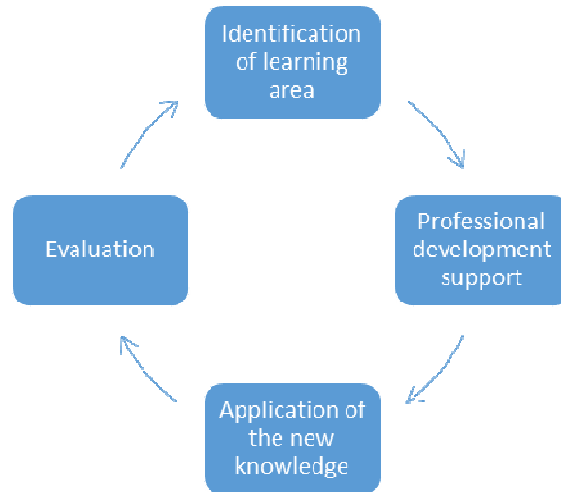 Identification
of learning
area
Professional
development
support
Evaluation
Application of
the new
knowledge